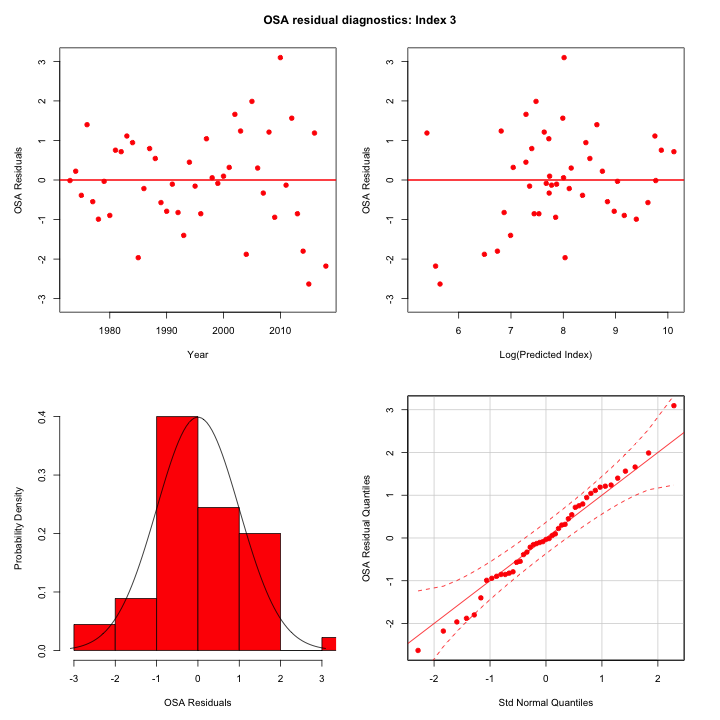 OSA residual diagnostics: Index 3
OSA Residuals
3
2
1
0
-1
-2
-3
1980 1990 2000 2010
Year
OSA Residuals
3
2
1
0
-1
-2
-3
6 7 8 9 10
Log(Predicted Index)
Probability Density
0.4
0.3
0.2
0.1
0.0
-3 -2 -1 0 1 2 3
OSA Residuals
OSA Residual Quantiles
3
2
1
0
-1
-2
-2 -1 0 1 2
Std Normal Quantiles